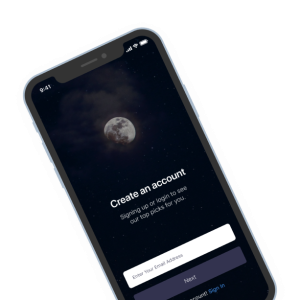 9:41
Create an account
Signing up or login to see
our top picks for you.
Enter Your Email Address
Next
account! Sign In